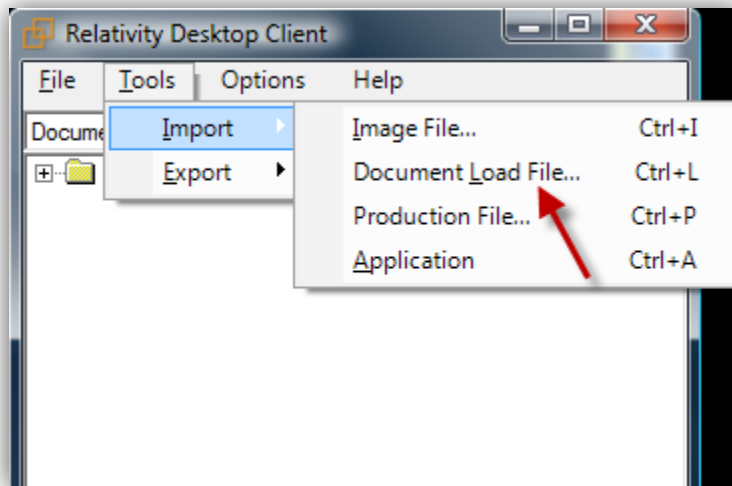 Relativity Desktop Client
File Tools Options Help
Import
Export
Image File... Ctrl+I
Document Load File... Ctrl+L
Production File... Ctrl+P
Application Ctrl+A